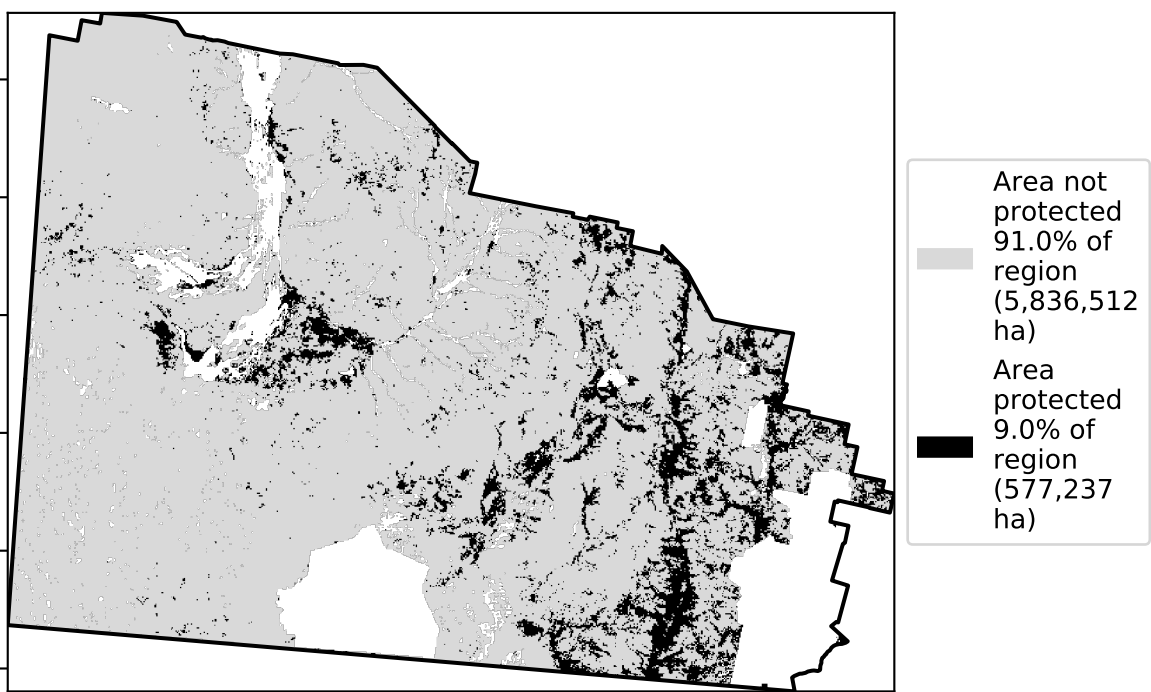 Area not
protected
91.0% of
region
(5,836,512
ha)
Area
protected
9.0% of
region
(577,237
ha)